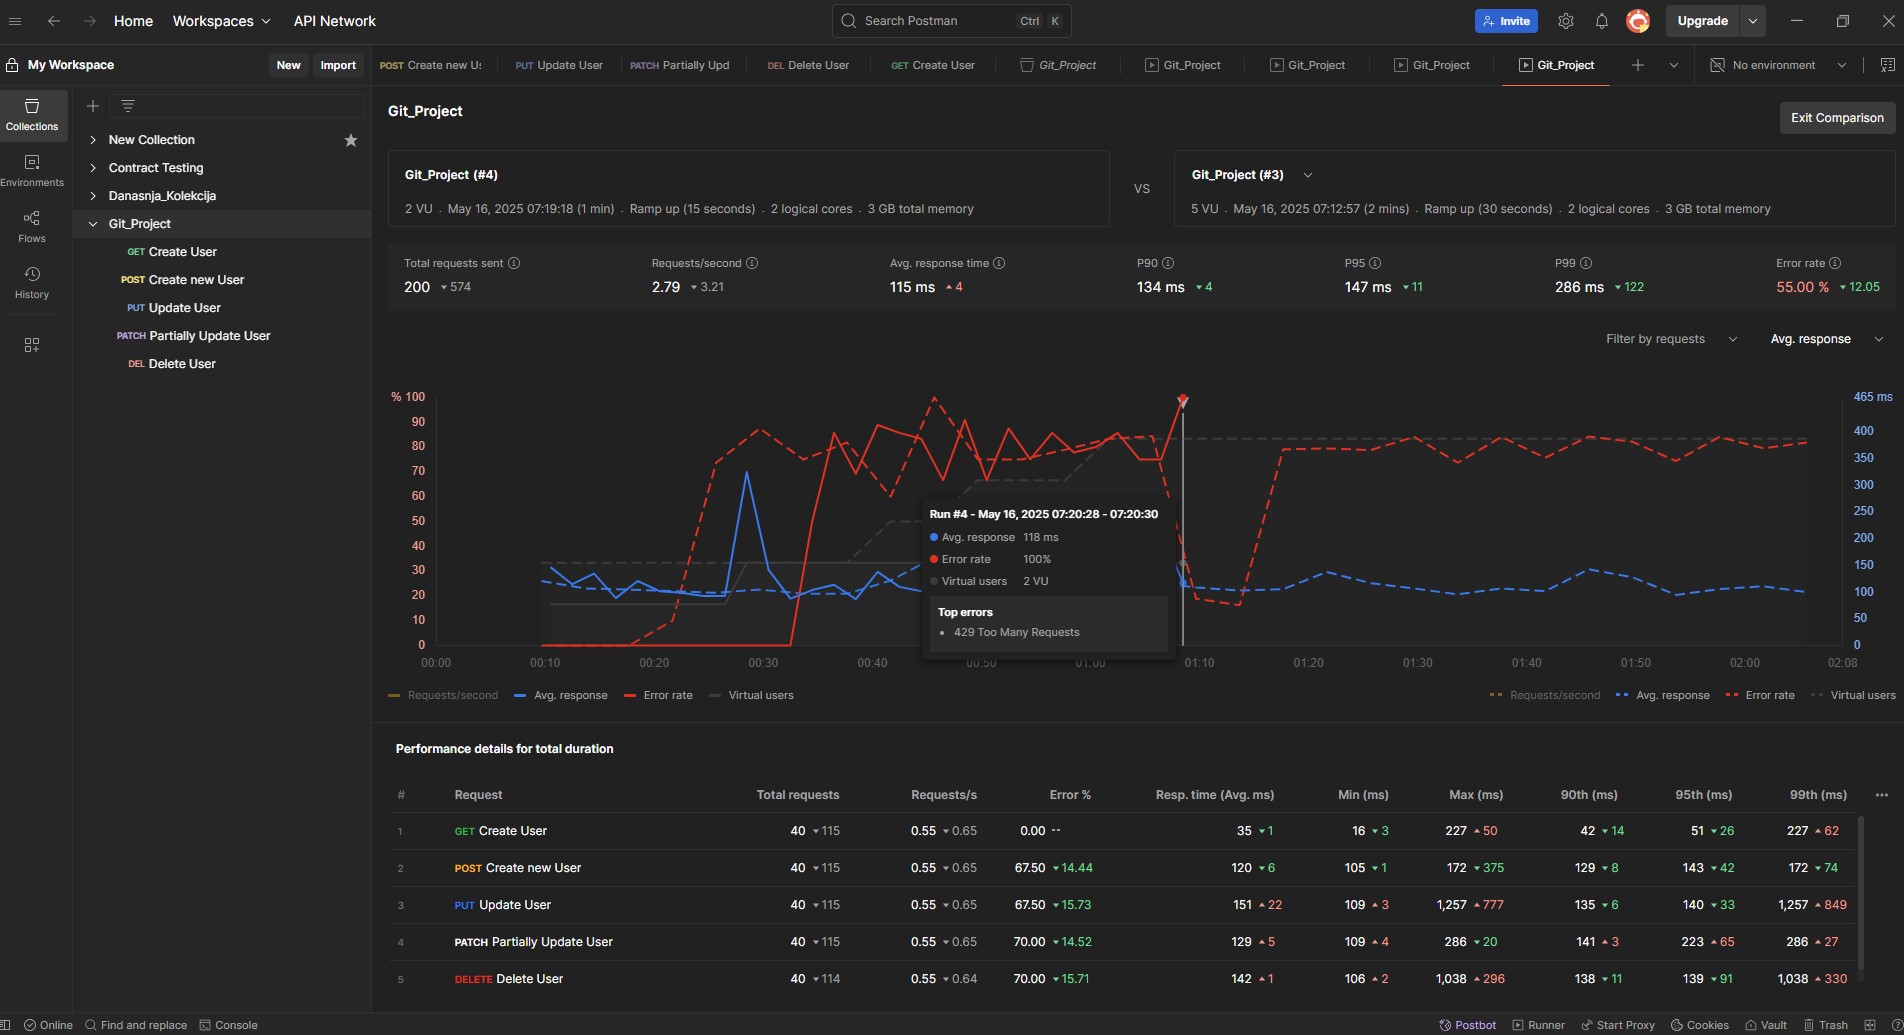 Home Workspaces API Network Search Postman Ctrl K Invite Upgrade
My Workspace New Import POST Create new Us PUT Update User PATCH Partially Upd DEL Delete User GET Create User Git_Project Git_Project Git_Project Git_Project Git_Project No environment
Collections
Environments
Flows
History
New Collection
Contract Testing
Danasnja_Kolekcija
Git_Project
GET Create User
POST Create new User
PUT Update User
PATCH Partially Update User
DEL Delete User
Git_Project
Exit Comparison
Git_Project (#4)
2 VU . May 16, 2025 07:19:18 (1 min) . Ramp up (15 seconds) . 2 logical cores . 3 GB total memory
VS
Git_Project (#3)
5 VU . May 16, 2025 07:12:57 (2 mins) . Ramp up (30 seconds) . 2 logical cores . 3 GB total memory
Total requests sent Requests/second Avg. response time P90 P95 P99 Error rate
200 ▾ 574 2.79 ▾ 3.21 115 ms ▴ 4 134 ms ▾ 4 147 ms ▾ 11 286 ms ▾ 122 55.00 % ▾ 12.05
Filter by requests Avg. response
% 100
90
80
70
60
50
40
30
20
10
0
465 ms
400
350
300
250
200
150
100
50
0
Run #4 - May 16, 2025 07:20:28 - 07:20:30
Avg. response 118 ms
Error rate 100%
Virtual users 2 VU
Top errors
• 429 Too Many Requests
00:00 00:10 00:20 00:30 00:40 00:50 01:00 01:10 01:20 01:30 01:40 01:50 02:00 02:08
Requests/second Avg. response Error rate Virtual users Requests/second Avg. response Error rate Virtual users
Performance details for total duration
# Request Total requests Requests/s Error % Resp. time (Avg. ms) Min (ms) Max (ms) 90th (ms) 95th (ms) 99th (ms) ...
1 GET Create User 40 ▾ 115 0.55 ▾ 0.65 0.00 -- 35 ▾ 1 16 ▾ 3 227 ▴ 50 42 ▾ 14 51 ▾ 26 227 ▴ 62
2 POST Create new User 40 ▾ 115 0.55 ▾ 0.65 67.50 ▾ 14.44 120 ▾ 6 105 ▾ 1 172 ▾ 375 129 ▾ 8 143 ▾ 42 172 ▾ 74
3 PUT Update User 40 ▾ 115 0.55 ▾ 0.65 67.50 ▾ 15.73 151 ▴ 22 109 ▴ 3 1,257 ▴ 777 135 ▾ 6 140 ▾ 33 1,257 ▴ 849
4 PATCH Partially Update User 40 ▾ 115 0.55 ▾ 0.65 70.00 ▾ 14.52 129 ▴ 5 109 ▴ 4 286 ▾ 20 141 ▴ 3 223 ▴ 65 286 ▴ 27
5 DELETE Delete User 40 ▾ 114 0.55 ▾ 0.64 70.00 ▾ 15.71 142 ▴ 1 106 ▴ 2 1,038 ▴ 296 138 ▾ 11 139 ▾ 91 1,038 ▴ 330
Online Find and replace Console Postbot Runner Start Proxy Cookies Vault Trash